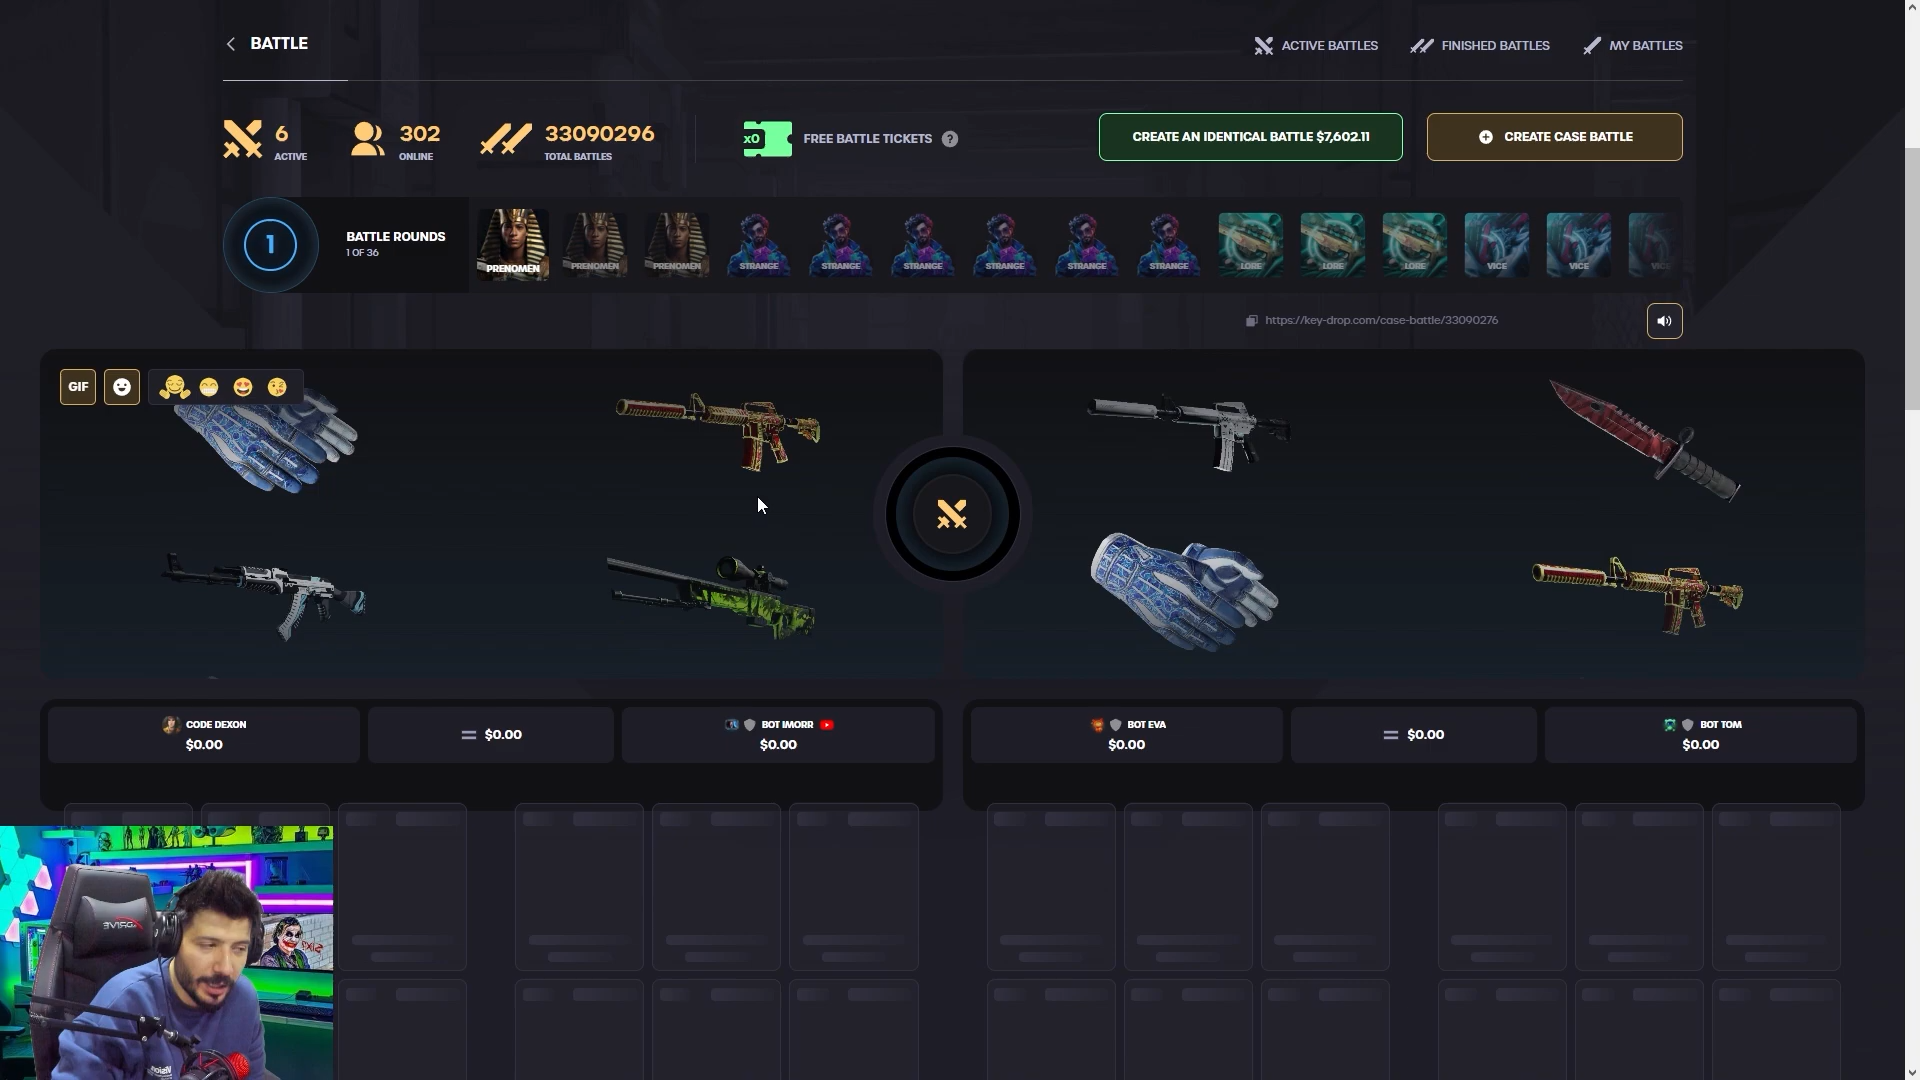 BATTLE
ACTIVE BATTLES
FINISHED BATTLES
MY BATTLES
6
ACTIVE
302
ONLINE
33090296
TOTAL BATTLES
x0
FREE BATTLE TICKETS
?
CREATE AN IDENTICAL BATTLE $7,602.11
CREATE CASE BATTLE
1
BATTLE ROUNDS
1 OF 36
PRENOMEN
PRENOMEN
PRENOMEN
STRANGE
STRANGE
STRANGE
STRANGE
STRANGE
STRANGE
LORE
LORE
LORE
VICE
VICE
VICE
https://key-drop.com/case-battle/33090276
GIF
CODE DEXON
$0.00
= $0.00
BOT IMORR
$0.00
BOT EVA
$0.00
= $0.00
BOT TOM
$0.00